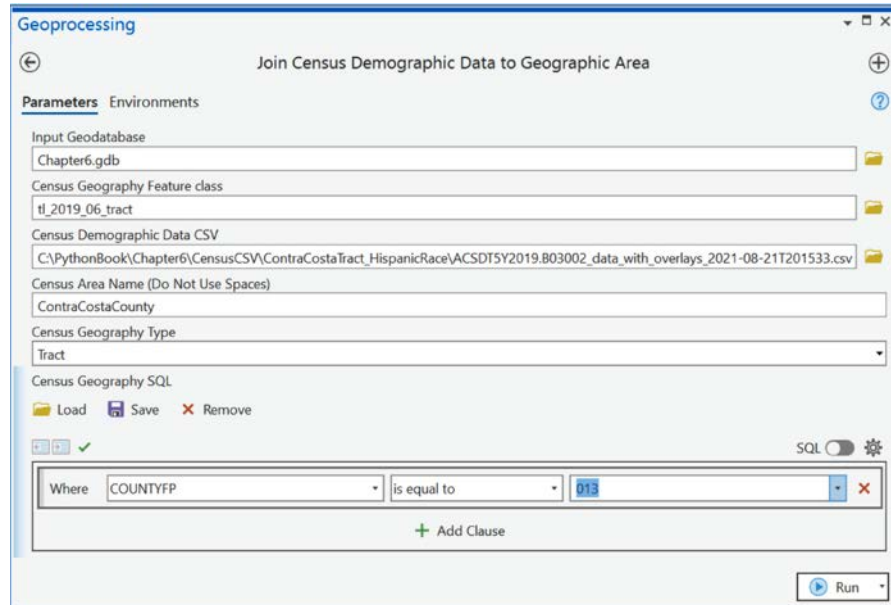 Geoprocessing
Join Census Demographic Data to Geographic Area
Parameters Environments
Input Geodatabase
Chapter6.gdb
Census Geography Feature class
tl_2019_06_tract
Census Demographic Data CSV
C:\PythonBook\Chapter6\CensusCSV\ContraCostaTract_HispanicRace\ACSDT5Y2019.B03002_data_with_overlays_2021-08-21T201533.csv
Census Area Name (Do Not Use Spaces)
ContraCostaCounty
Census Geography Type
Tract
Census Geography SQL
Load Save Remove
SQL
Where COUNTYFP is equal to 013
Add Clause
Run